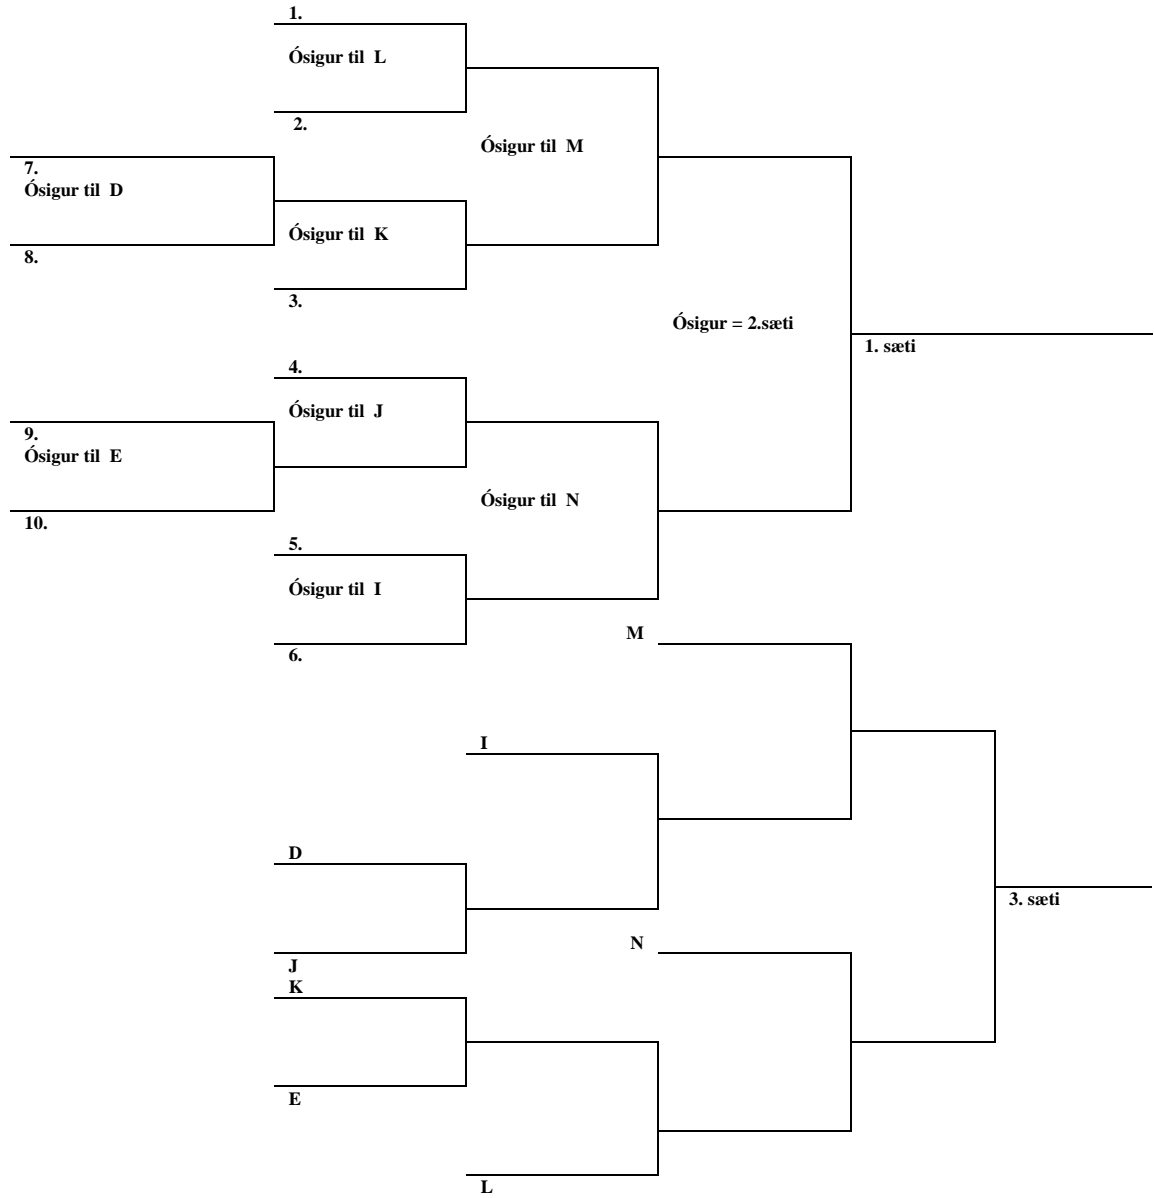 1.
Ósigur til L
2.
Ósigur til M
7.
Ósigur til D
Ósigur til K
8.
3.
Ósigur = 2.sæti
1. sæti
4.
Ósigur til J
9.
Ósigur til E
Ósigur til N
10.
5.
Ósigur til I
6.
M
I
D
3. sæti
J
N
K
E
L